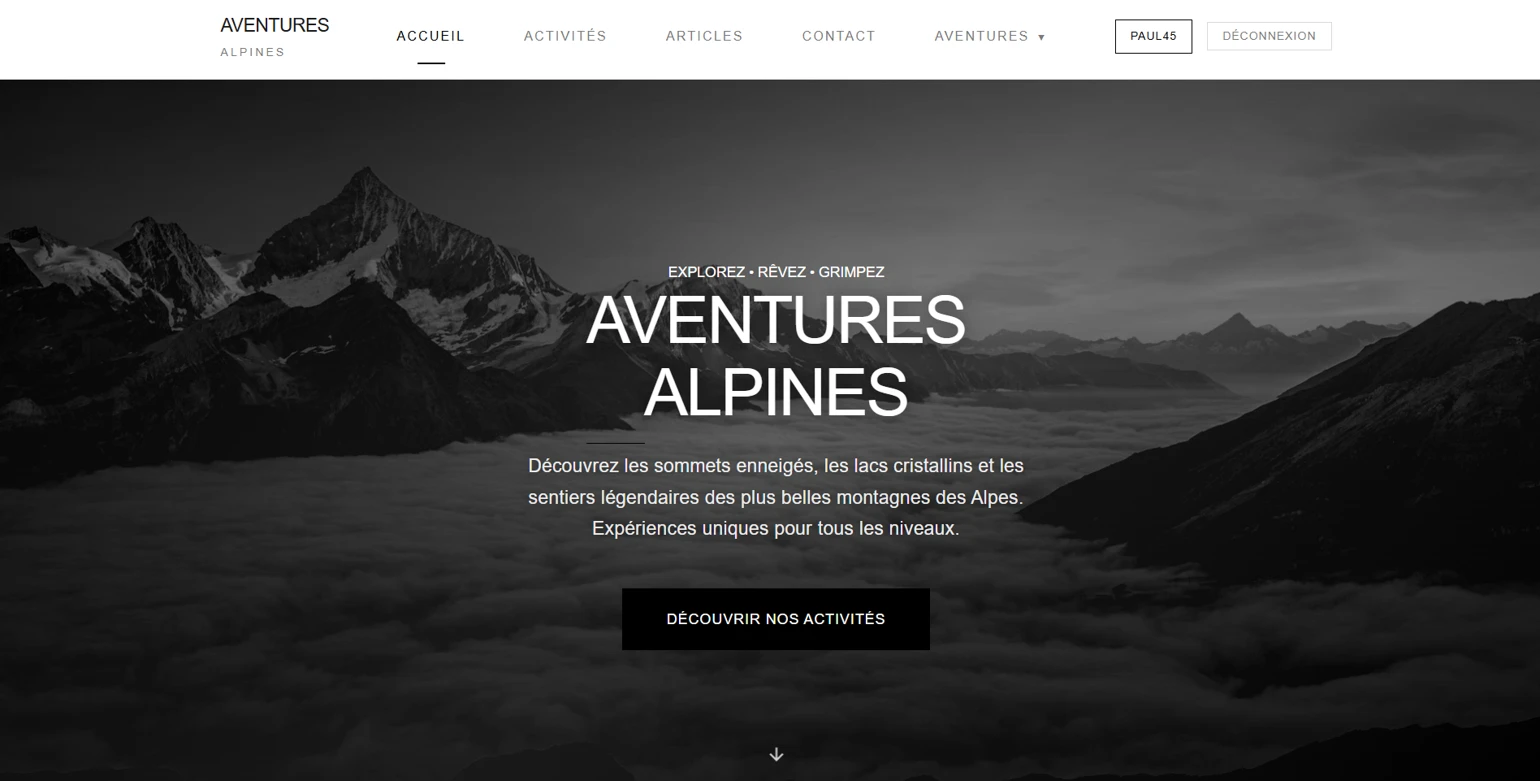 AVENTURES
ALPINES
ACCUEIL
ACTIVITÉS
ARTICLES
CONTACT
AVENTURES ▾
PAUL45
DÉCONNEXION
EXPLOREZ • RÊVEZ • GRIMPEZ
AVENTURES
ALPINES
Découvrez les sommets enneigés, les lacs cristallins et les
sentiers légendaires des plus belles montagnes des Alpes.
Expériences uniques pour tous les niveaux.
DÉCOUVRIR NOS ACTIVITÉS